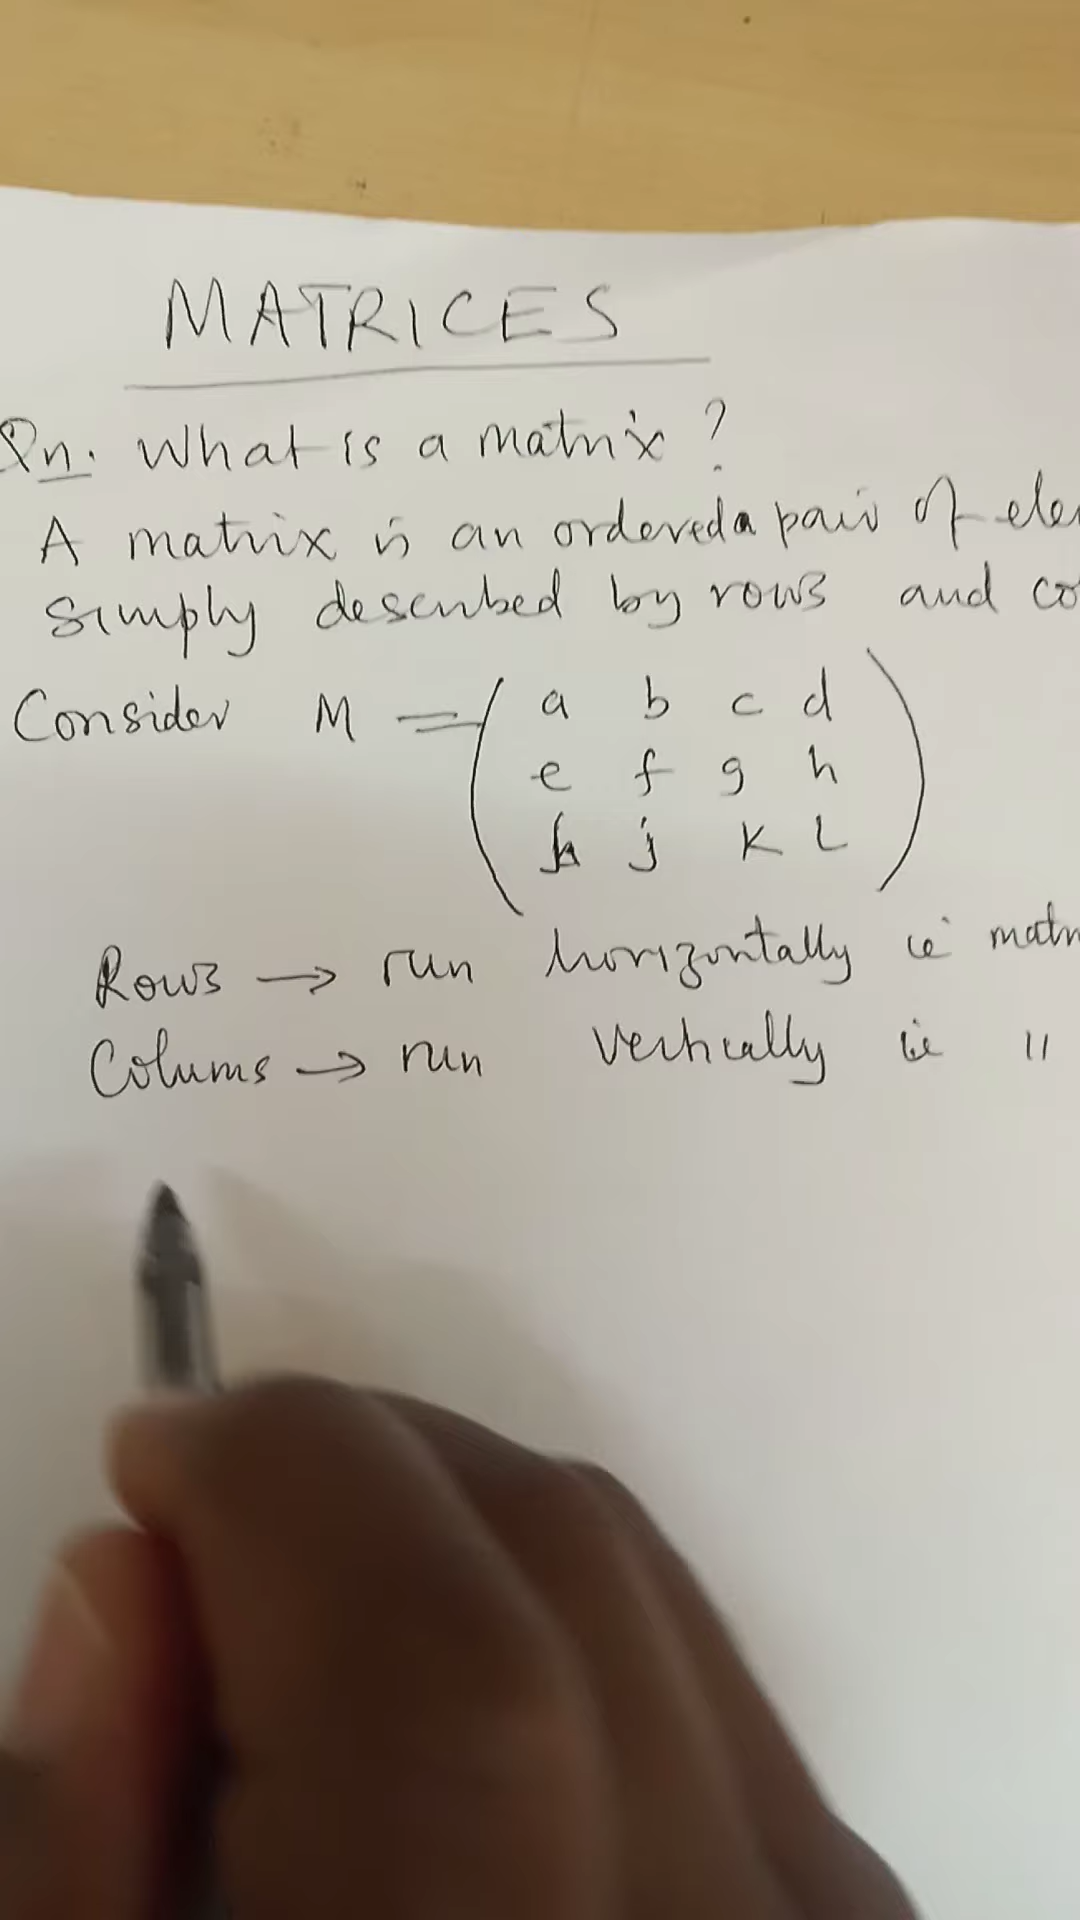 MATRICES
Qn. What is a matrix?
A matrix is an ordered pair of ele
simply described by rows and co
Consider M = ( a b c d
e f g h
j k L )
Rows → run horizontally ie matr
Colums → run vertically ie "